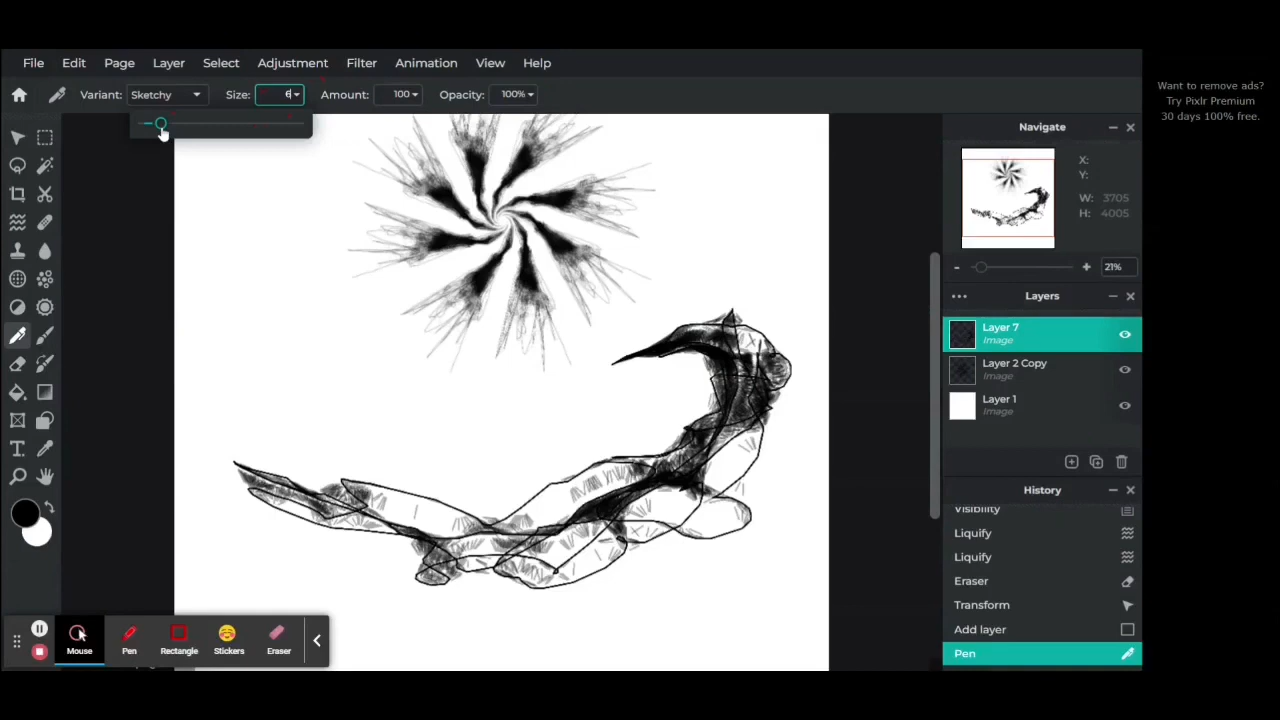 File Edit Page Layer Select Adjustment Filter Animation View Help
Want to remove ads?
Try Pixlr Premium
30 days 100% free.
Variant: Sketchy Size: 6 Amount: 100 Opacity: 100%
Navigate
X:
Y:
W: 3705
H: 4005
- + 21%
Layers
Layer 7
Image
Layer 2 Copy
Image
Layer 1
Image
History
Visibility
Liquify
Liquify
Eraser
Transform
Add layer
Pen
Mouse Pen Rectangle Stickers Eraser